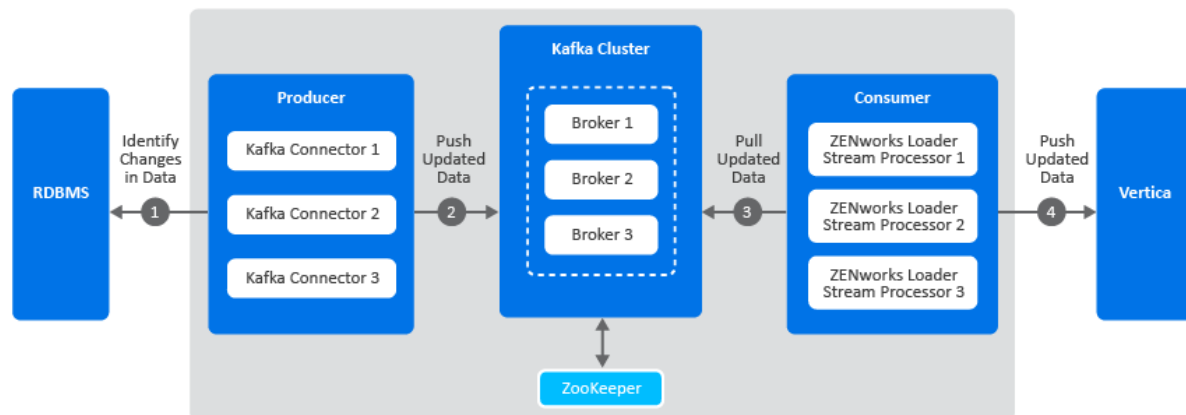 Kafka Cluster
Producer
Consumer
Broker 1
Identify
Changes
in Data
Kafka Connector 1
Push
Updated
Data
Pull
Updated
Data
ZENworks Loader
Stream Processor 1
Push
Updated
Data
RDBMS
Broker 2
Vertica
1
Kafka Connector 2
2
3
ZENworks Loader
Stream Processor 2
4
Broker 3
Kafka Connector 3
ZENworks Loader
Stream Processor 3
ZooKeeper